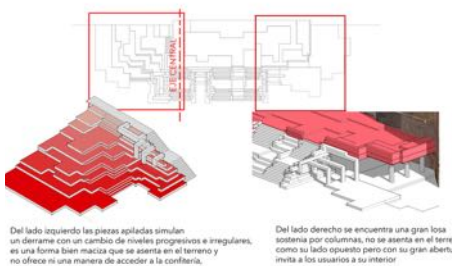 EJE CENTRAL
Del lado izquierdo las piezas apiladas simulan
un derrame con un cambio de niveles progresivos e irregulares,
es una forma bien maciza que se asienta en el terreno y
no ofrece ni una manera de acceder a la confitería,
Del lado derecho se encuentra una gran losa
sostenia por columnas, no se asienta en el terre
como su lado opuesto pero con su gran abertu
invita a los usuarios a su interior